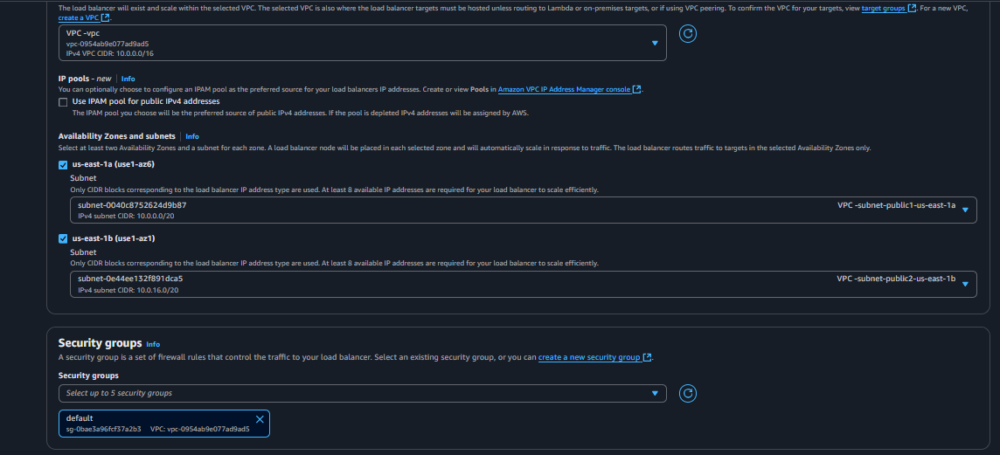 The load balancer will exist and scale within the selected VPC. The selected VPC is also where the load balancer targets must be hosted unless routing to Lambda or on-premises targets, or if using VPC peering. To confirm the VPC for your targets, view target groups. For a new VPC,
create a VPC.
VPC -vpc
vpc-0954ab9e077ad9ad5
IPv4 VPC CIDR: 10.0.0.0/16
IP pools - new Info
You can optionally choose to configure an IPAM pool as the preferred source for your load balancers IP addresses. Create or view Pools in Amazon VPC IP Address Manager console.
Use IPAM pool for public IPv4 addresses
The IPAM pool you choose will be the preferred source of public IPv4 addresses. If the pool is depleted IPv4 addresses will be assigned by AWS.
Availability Zones and subnets Info
Select at least two Availability Zones and a subnet for each zone. A load balancer node will be placed in each selected zone and will automatically scale in response to traffic. The load balancer routes traffic to targets in the selected Availability Zones only.
us-east-1a (use1-az6)
Subnet
Only CIDR blocks corresponding to the load balancer IP address type are used. At least 8 available IP addresses are required for your load balancer to scale efficiently.
subnet-0040c8752624d9b87 VPC -subnet-public1-us-east-1a
IPv4 subnet CIDR: 10.0.0.0/20
us-east-1b (use1-az1)
Subnet
Only CIDR blocks corresponding to the load balancer IP address type are used. At least 8 available IP addresses are required for your load balancer to scale efficiently.
subnet-0e44ee132f891dca5 VPC -subnet-public2-us-east-1b
IPv4 subnet CIDR: 10.0.16.0/20
Security groups Info
A security group is a set of firewall rules that control the traffic to your load balancer. Select an existing security group, or you can create a new security group.
Security groups
Select up to 5 security groups
default
sg-0bae3a96fcf37a2b3 VPC: vpc-0954ab9e077ad9ad5